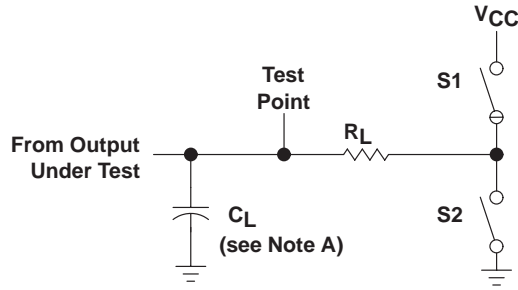 VCC
Test
Point
S1
RL
From Output
Under Test
CL
(see Note A)
S2